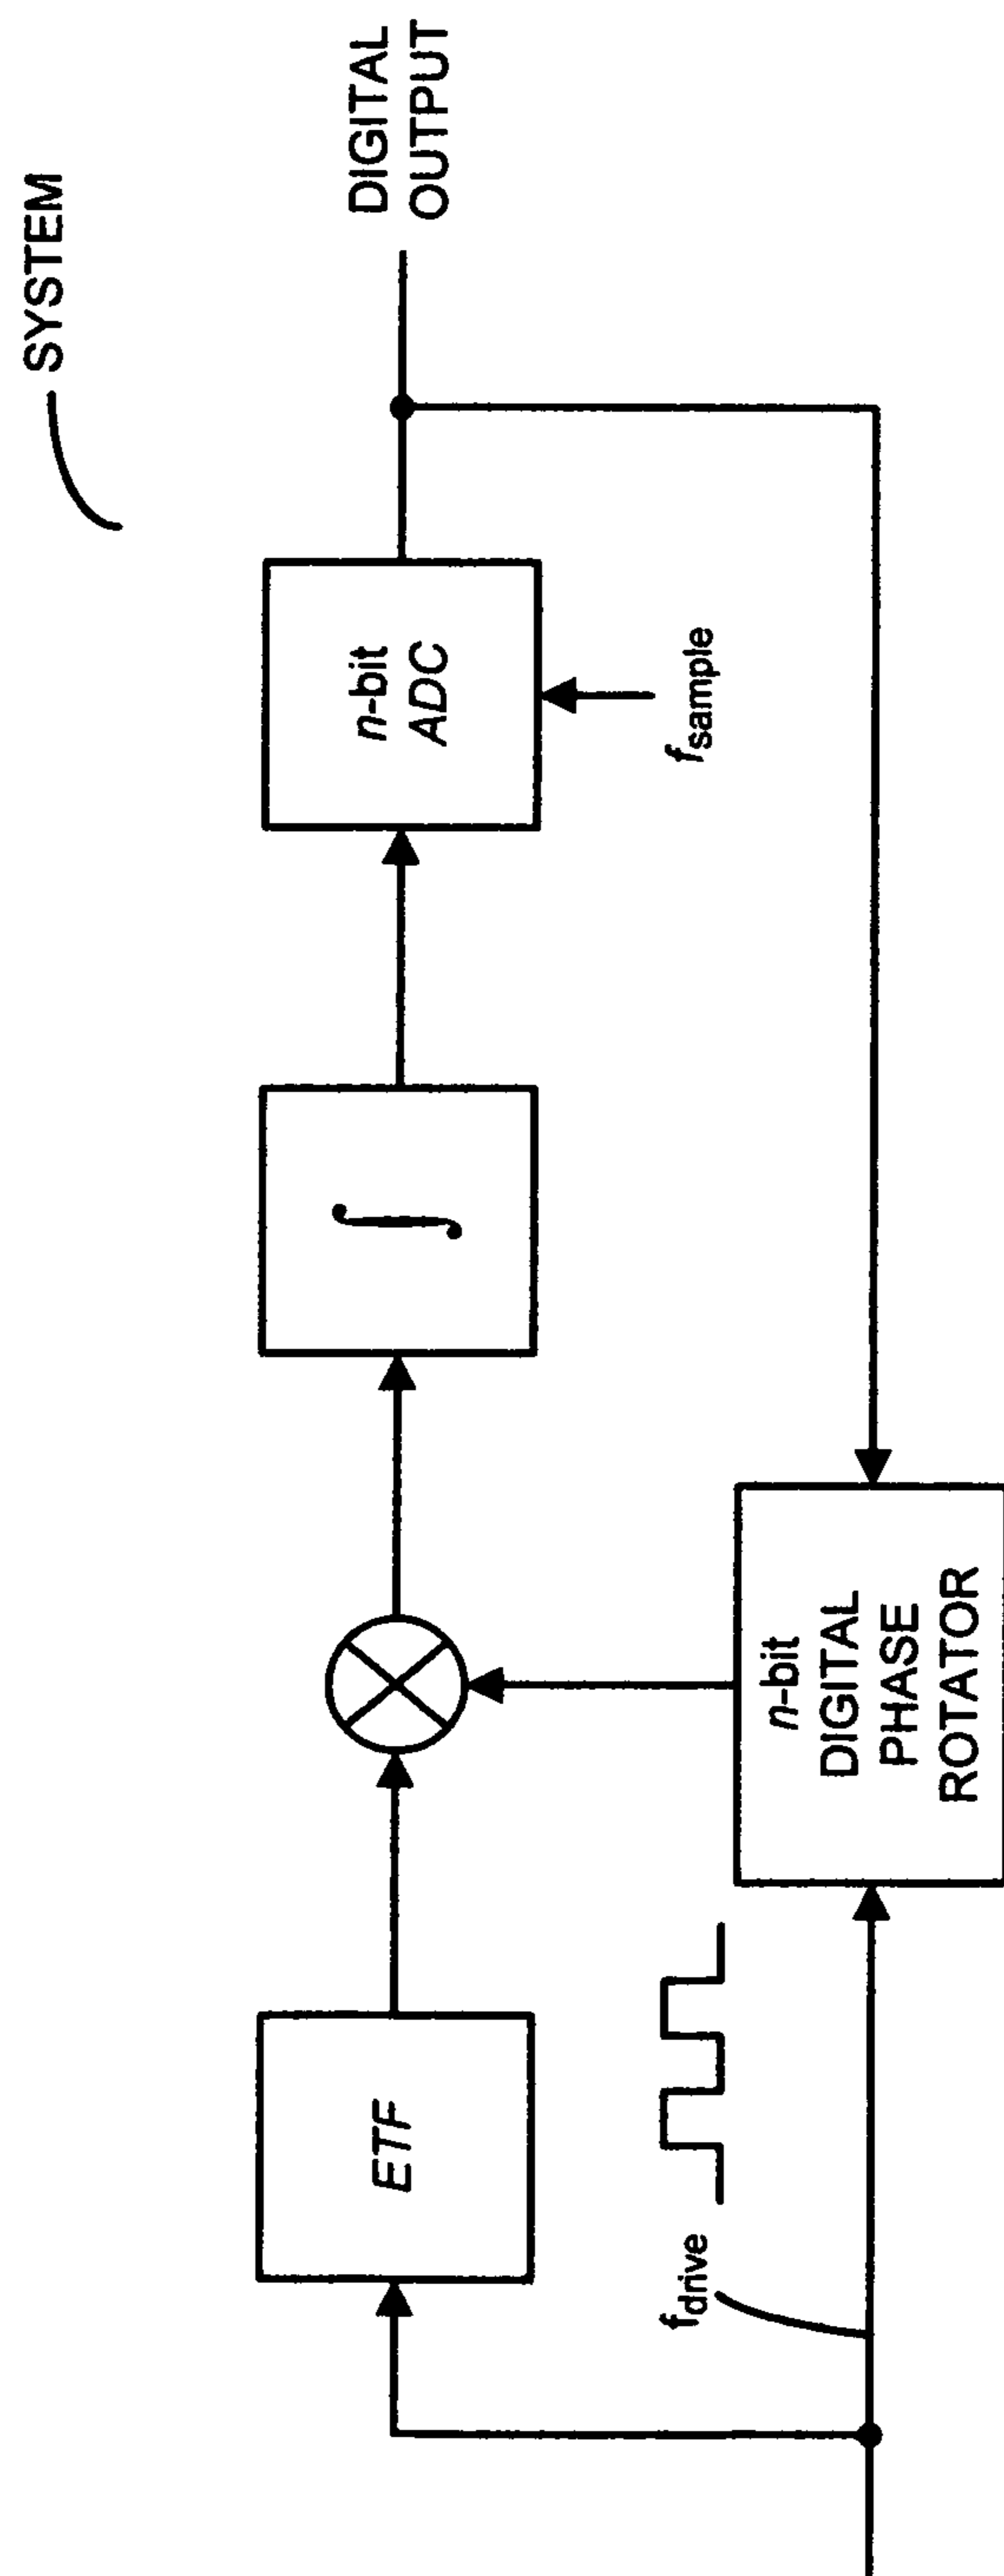 SYSTEM
ETF
∫
n-bit
ADC
DIGITAL
OUTPUT
fsample
fdrive
n-bit
DIGITAL
PHASE
ROTATOR